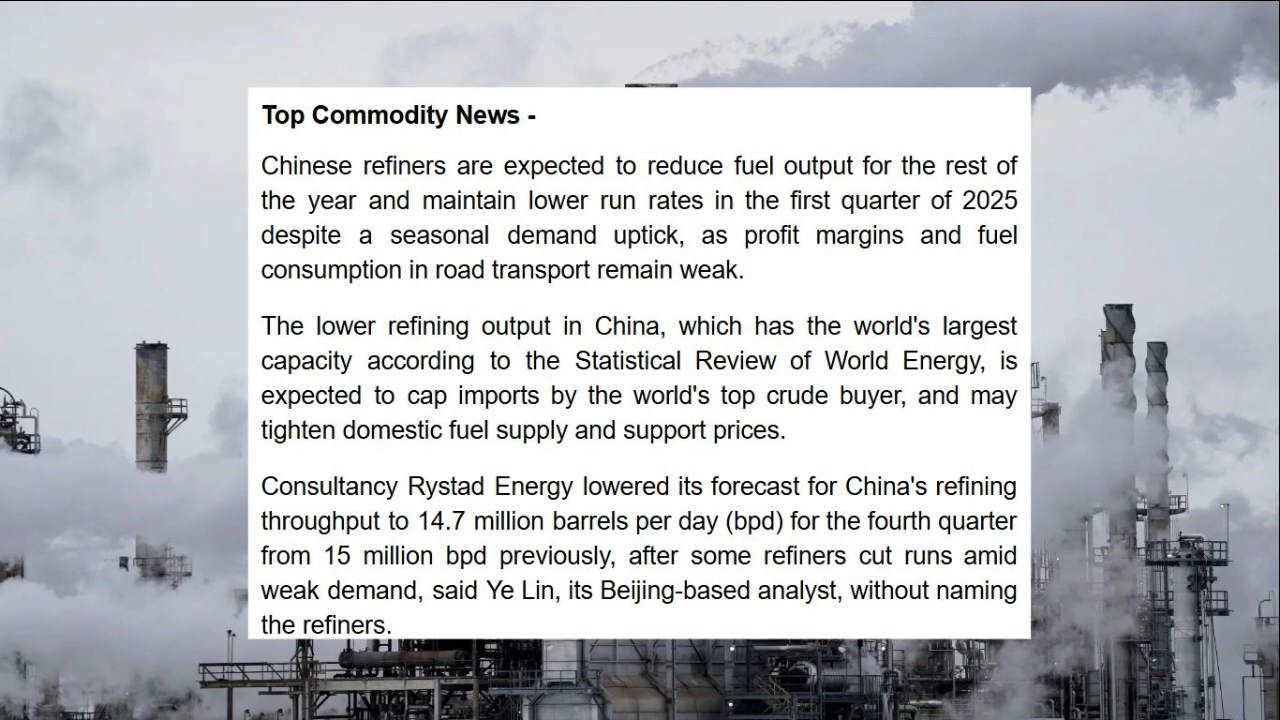 Top Commodity News -
Chinese refiners are expected to reduce fuel output for the rest of
the year and maintain lower run rates in the first quarter of 2025
despite a seasonal demand uptick, as profit margins and fuel
consumption in road transport remain weak.
The lower refining output in China, which has the world's largest
capacity according to the Statistical Review of World Energy, is
expected to cap imports by the world's top crude buyer, and may
tighten domestic fuel supply and support prices.
Consultancy Rystad Energy lowered its forecast for China's refining
throughput to 14.7 million barrels per day (bpd) for the fourth quarter
from 15 million bpd previously, after some refiners cut runs amid
weak demand, said Ye Lin, its Beijing-based analyst, without naming
the refiners.